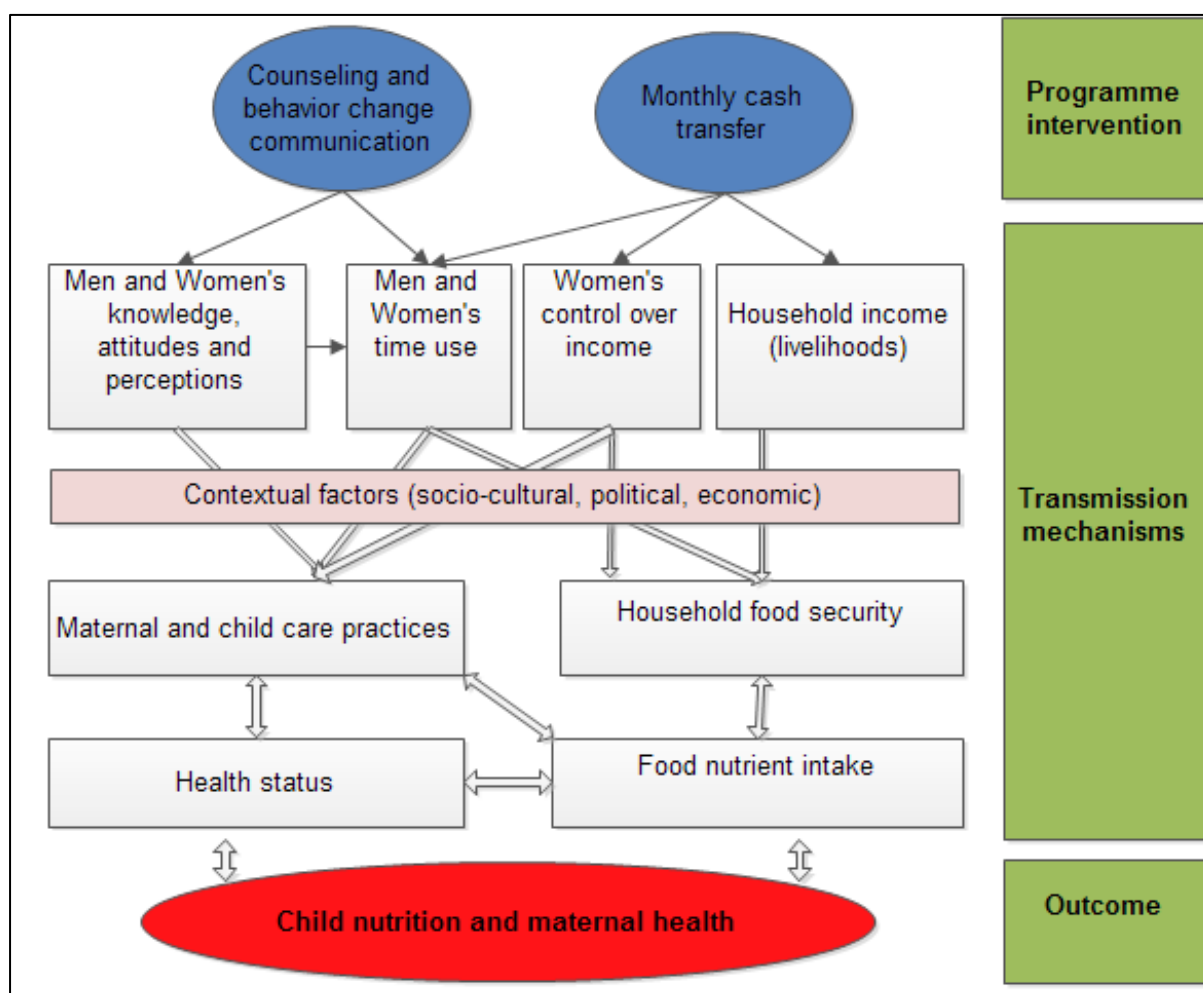 Counseling and
behavior change
communication
Monthly cash
transfer
Programme
intervention
Men and Women's
knowledge,
attitudes and
perceptions
Men and
Women's
time use
Women's
control over
income
Household income
(livelihoods)
Contextual factors (socio-cultural, political, economic)
Transmission
mechanisms
Maternal and child care practices
Household food security
Health status
Food nutrient intake
Child nutrition and maternal health
Outcome